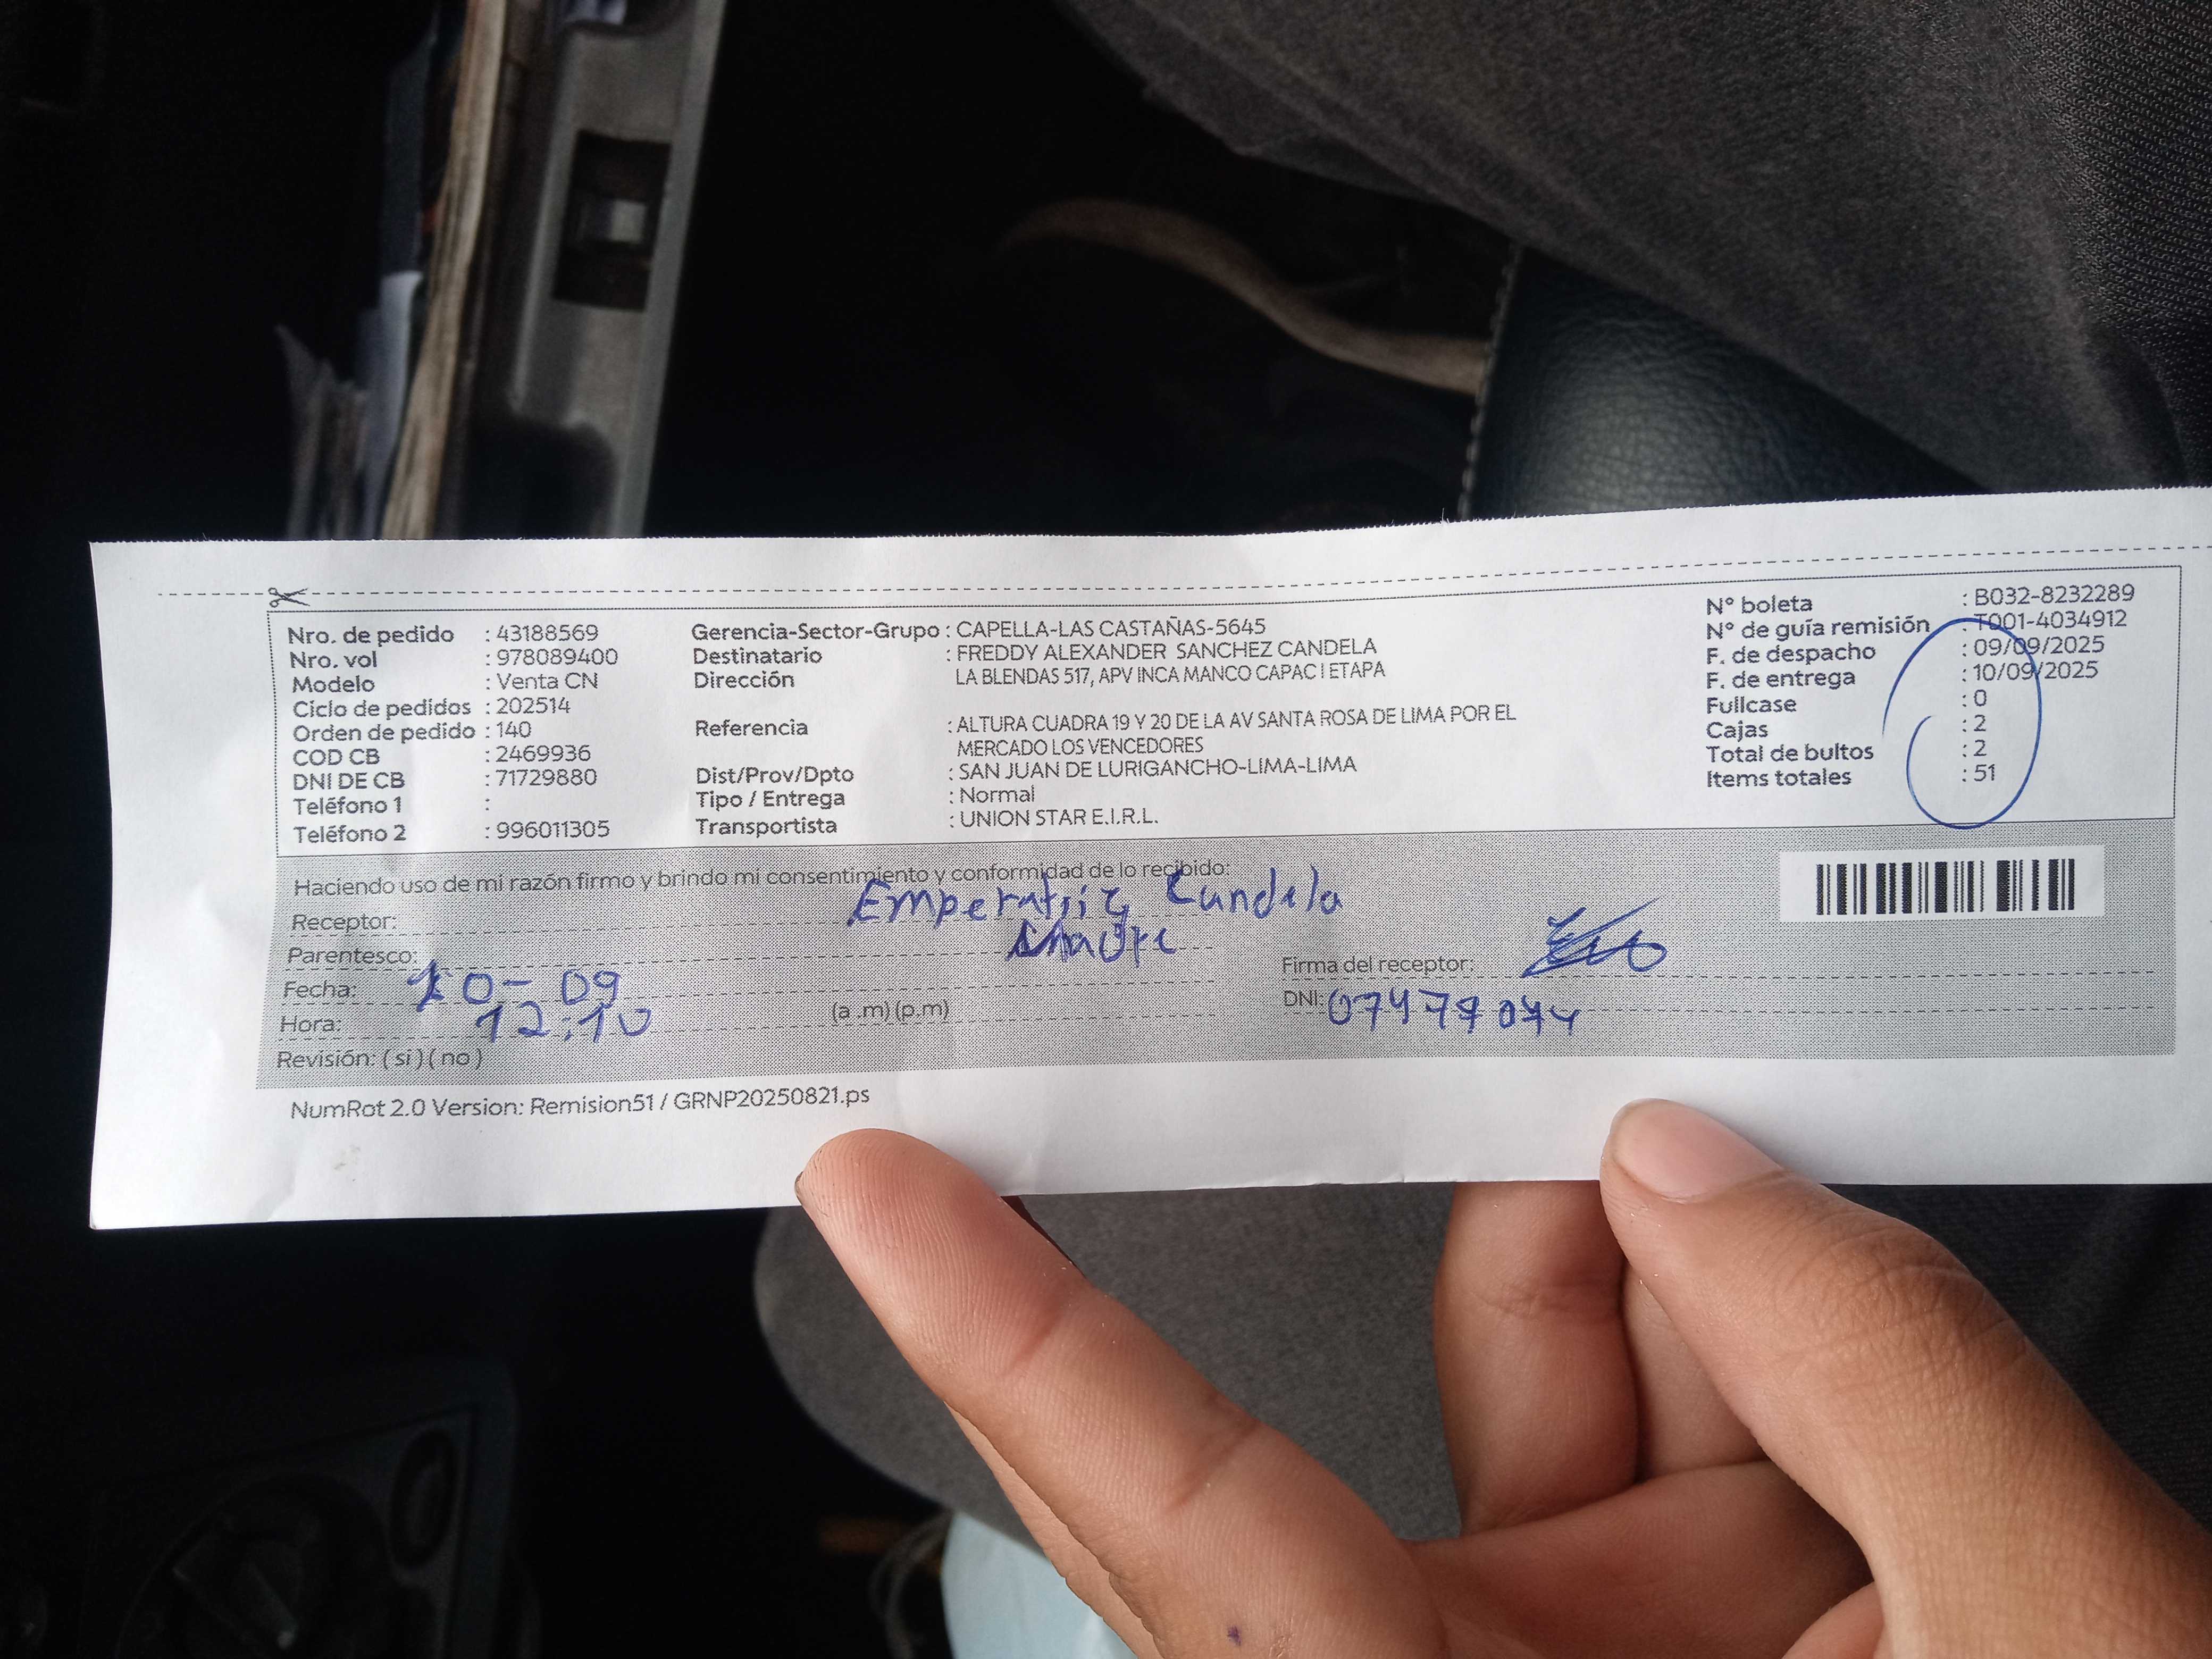 Nro. de pedido : 43188569
Nro. vol : 978089400
Modelo : Venta CN
Ciclo de pedidos : 202514
Orden de pedido : 140
COD CB : 2469936
DNI DE CB : 71729880
Teléfono 1 :
Teléfono 2 : 996011305
Gerencia-Sector-Grupo : CAPELLA-LAS CASTAÑAS-5645
Destinatario : FREDDY ALEXANDER SANCHEZ CANDELA
Dirección LA BLENDAS 517, APV INCA MANCO CAPAC I ETAPA
Referencia : ALTURA CUADRA 19 Y 20 DE LA AV SANTA ROSA DE LIMA POR EL
MERCADO LOS VENCEDORES
Dist/Prov/Dpto : SAN JUAN DE LURIGANCHO-LIMA-LIMA
Tipo / Entrega : Normal
Transportista : UNION STAR E.I.R.L.
N° boleta : B032-8232289
N° de guía remisión : T001-4034912
F. de despacho : 09/09/2025
F. de entrega : 10/09/2025
Fullcase : 0
Cajas : 2
Total de bultos : 2
Items totales : 51
Haciendo uso de mi razón firmo y brindo mi consentimiento y conformidad de lo recibido:
Receptor: Emperatriz Candela
Parentesco: madre
Fecha: 10-09
Hora: 12:10 (a .m) (p.m)
Revisión: ( si ) ( no )
Firma del receptor:
DNI:
NumRot 2.0 Version: Remision51 / GRNP20250821.ps